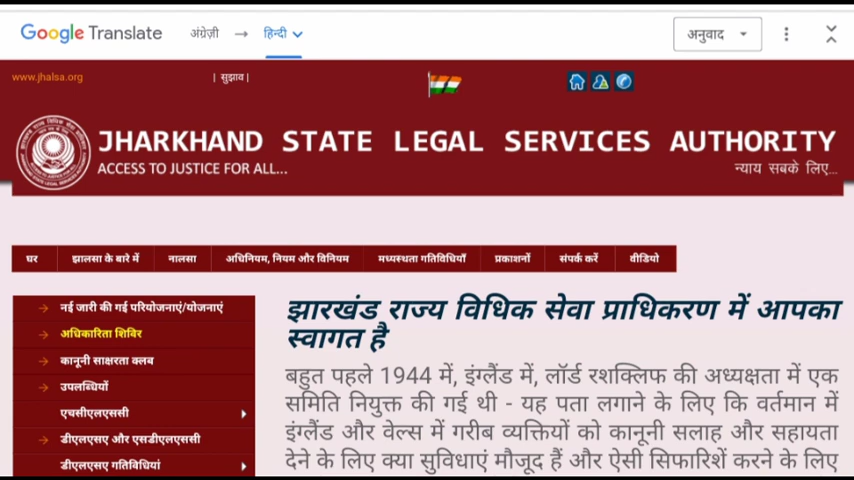 Google Translate अंग्रेज़ी → हिन्दी अनुवाद
www.jhalsa.org | सुझाव |
JHARKHAND STATE LEGAL SERVICES AUTHORITY
ACCESS TO JUSTICE FOR ALL... न्याय सबके लिए...
घर झालसा के बारे में नालसा अधिनियम, नियम और विनियम मध्यस्थता गतिविधियाँ प्रकाशनों संपर्क करें वीडियो
नई जारी की गई परियोजनाएं/योजनाएं
अधिकारिता शिविर
कानूनी साक्षरता क्लब
उपलब्धियों
एचसीएलएससी
डीएलएसए और एसडीएलएससी
डीएलएसए गतिविधियां
झारखंड राज्य विधिक सेवा प्राधिकरण में आपका
स्वागत है
बहुत पहले 1944 में, इंग्लैंड में, लॉर्ड रशक्लिफ की अध्यक्षता में एक
समिति नियुक्त की गई थी - यह पता लगाने के लिए कि वर्तमान में
इंग्लैंड और वेल्स में गरीब व्यक्तियों को कानूनी सलाह और सहायता
देने के लिए क्या सुविधाएं मौजूद हैं और ऐसी सिफारिशें करने के लिए